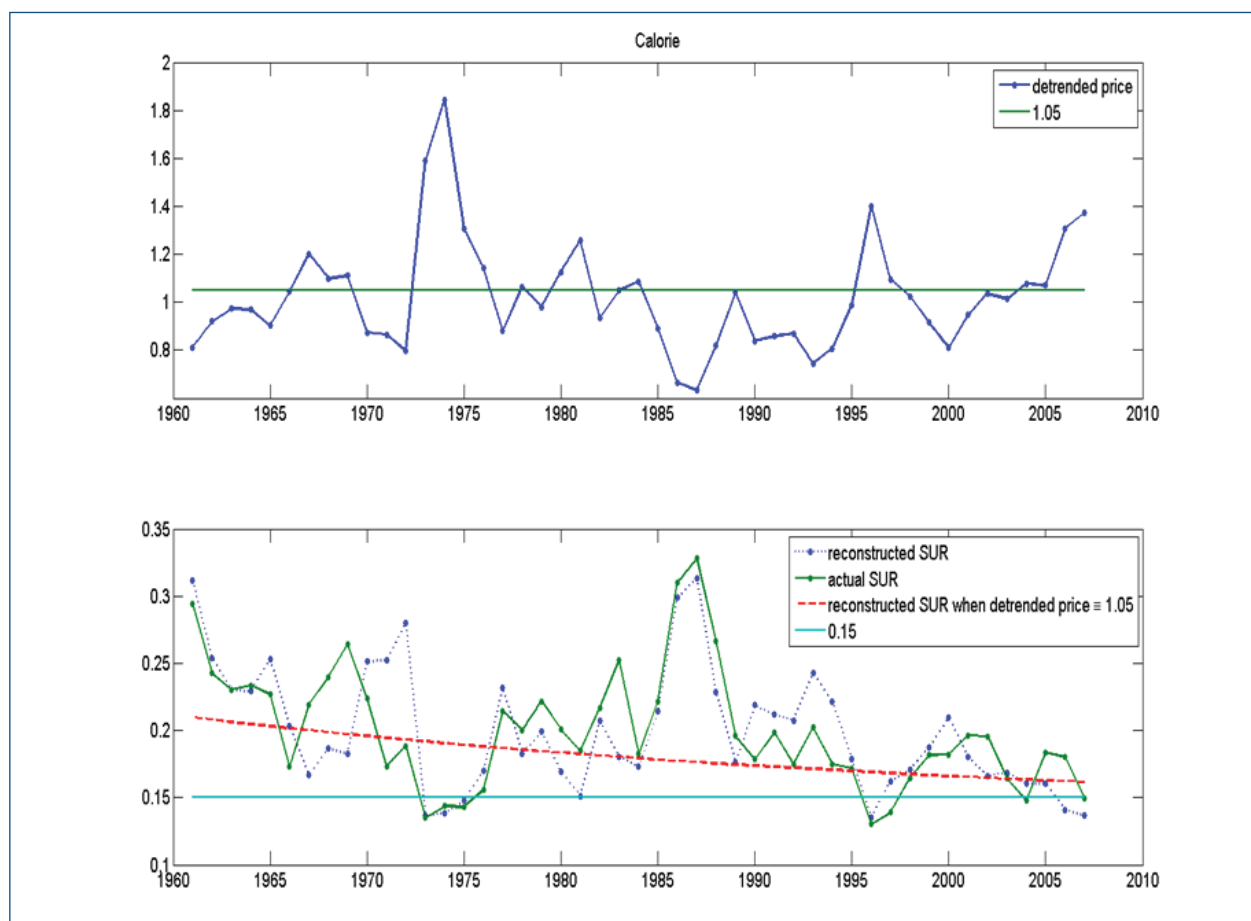 Calorie
2
1.8
1.6
1.4
1.2
1
0.8
1960 1965 1970 1975 1980 1985 1990 1995 2000 2005 2010
detrended price
1.05
0.35
0.3
0.25
0.2
0.15
0.1
1960 1965 1970 1975 1980 1985 1990 1995 2000 2005 2010
reconstructed SUR
actual SUR
reconstructed SUR when detrended price ≡ 1.05
0.15